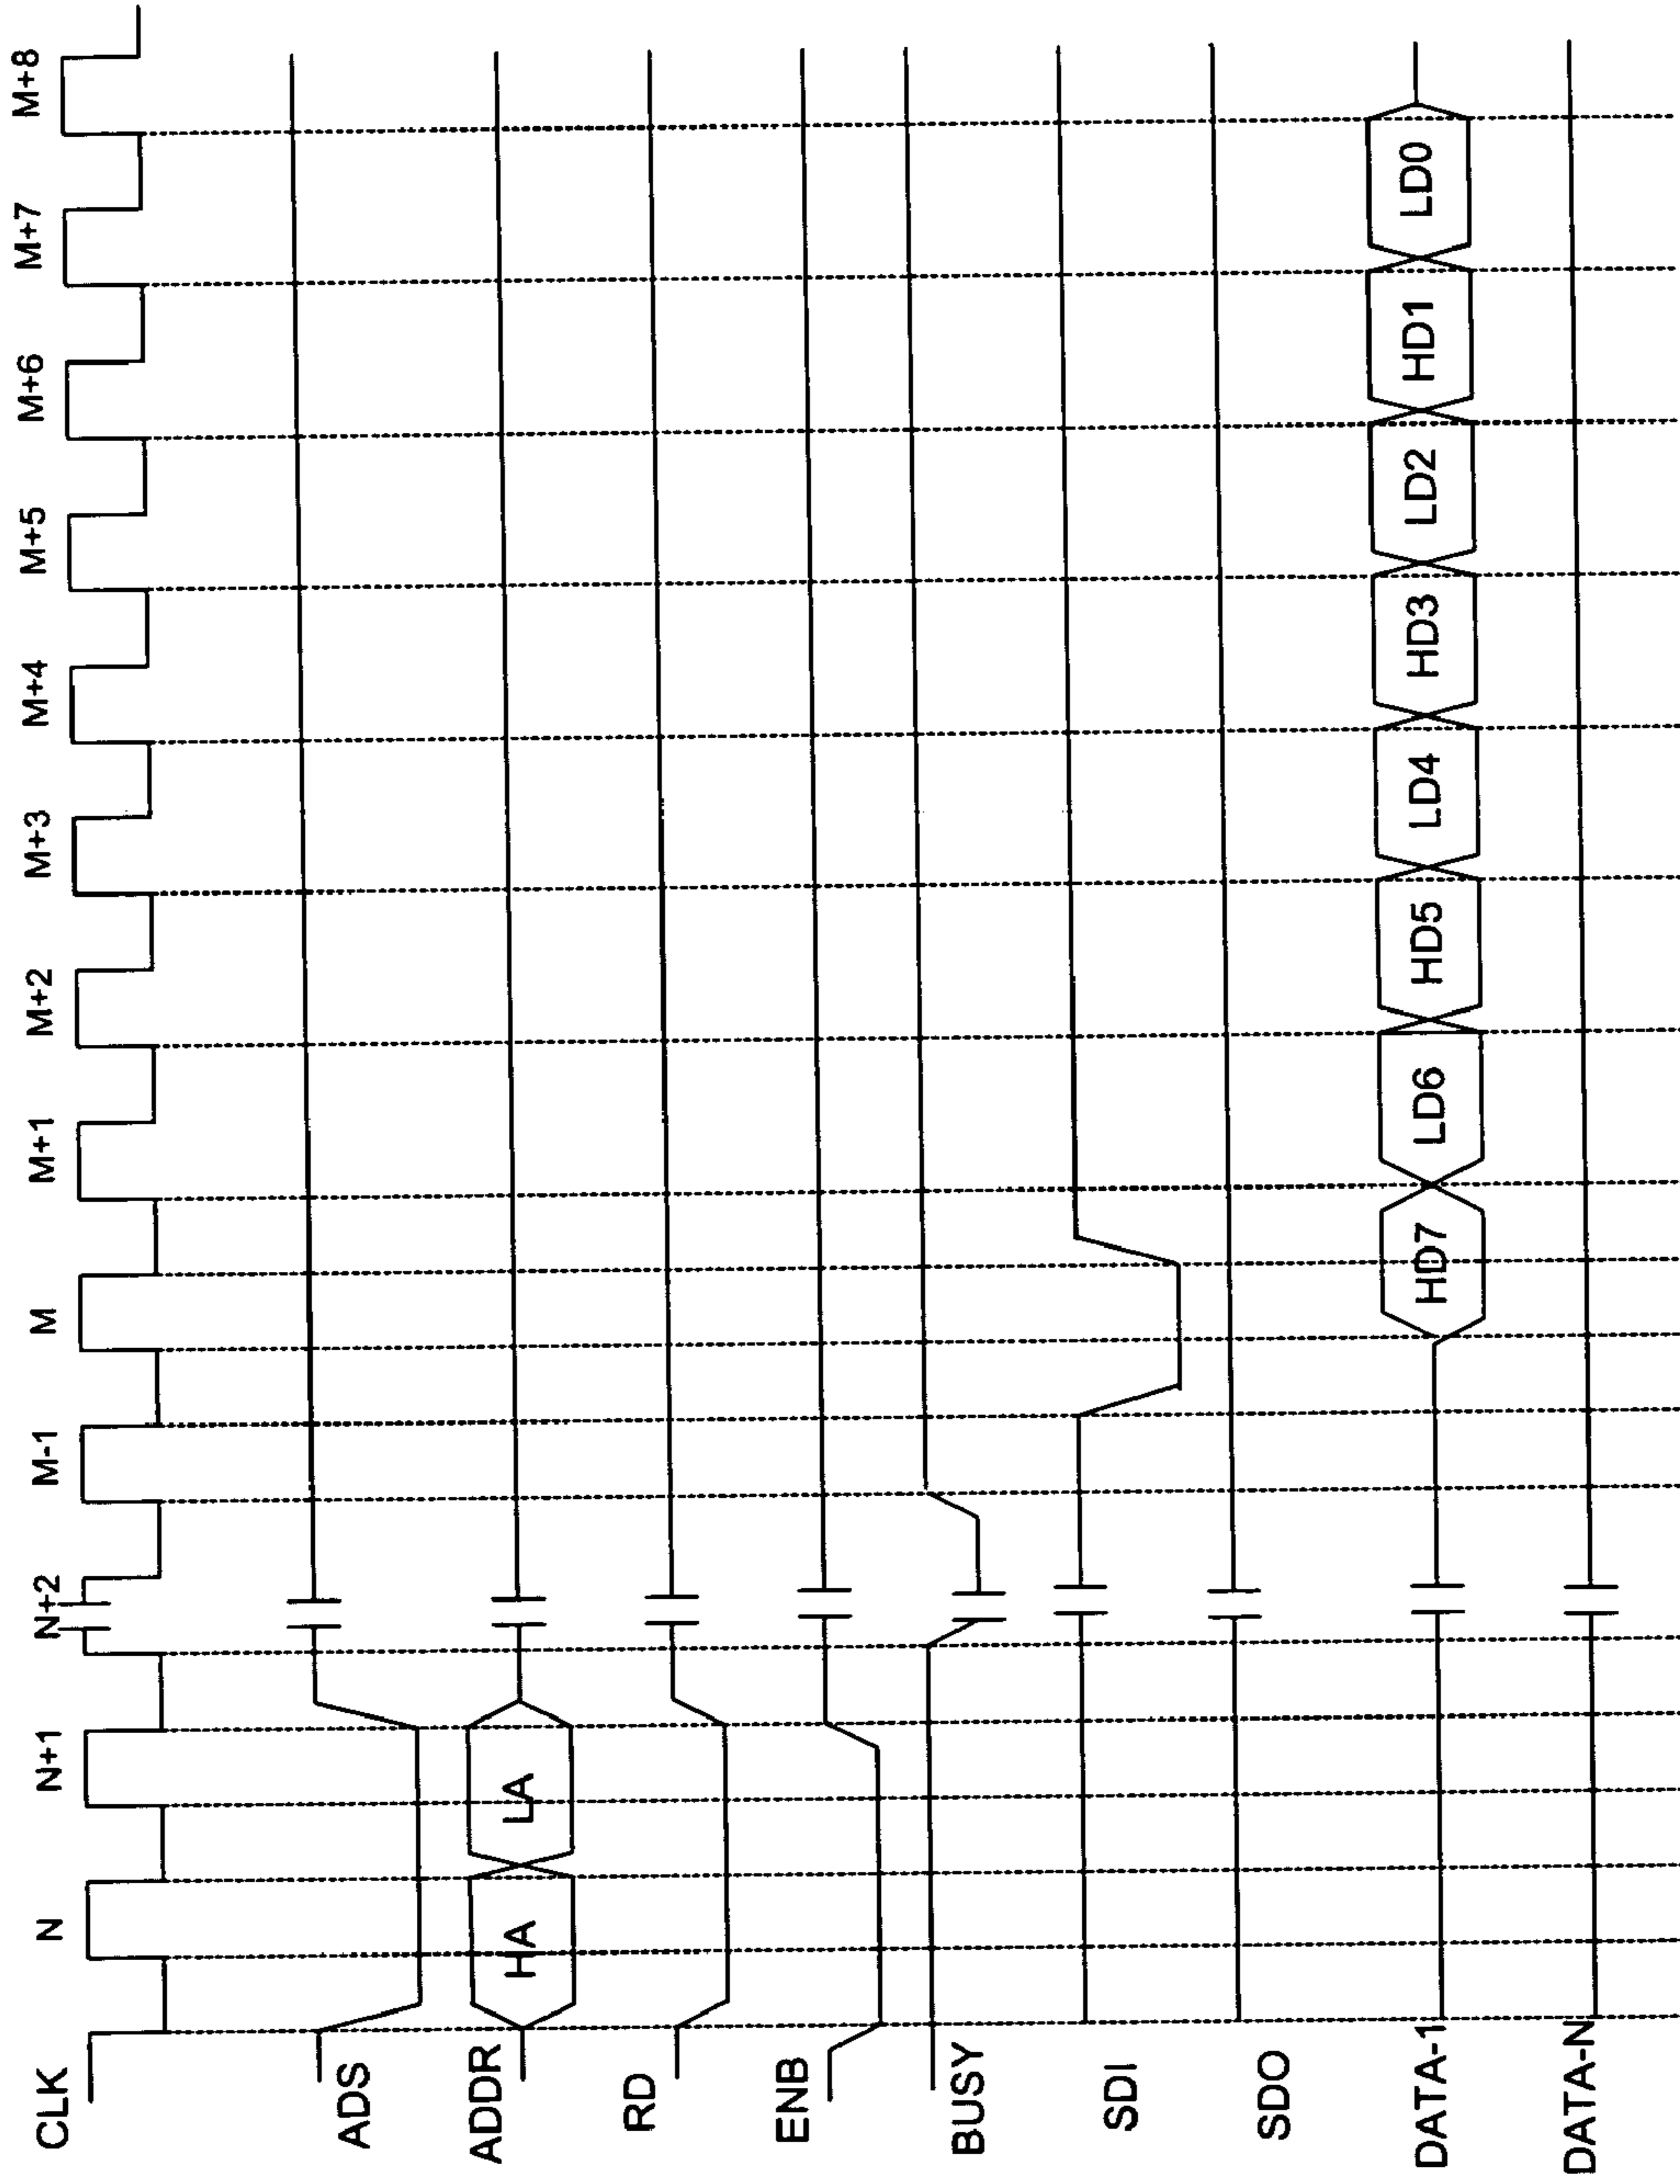 CLK N N+1 N+2 M-1 M M+1 M+2 M+3 M+4 M+5 M+6 M+7 M+8
ADS
ADDR HA LA
RD
ENB
BUSY
SDI
SDO
DATA-1 HD7 LD6 HD5 LD4 HD3 LD2 HD1 LD0
DATA-N